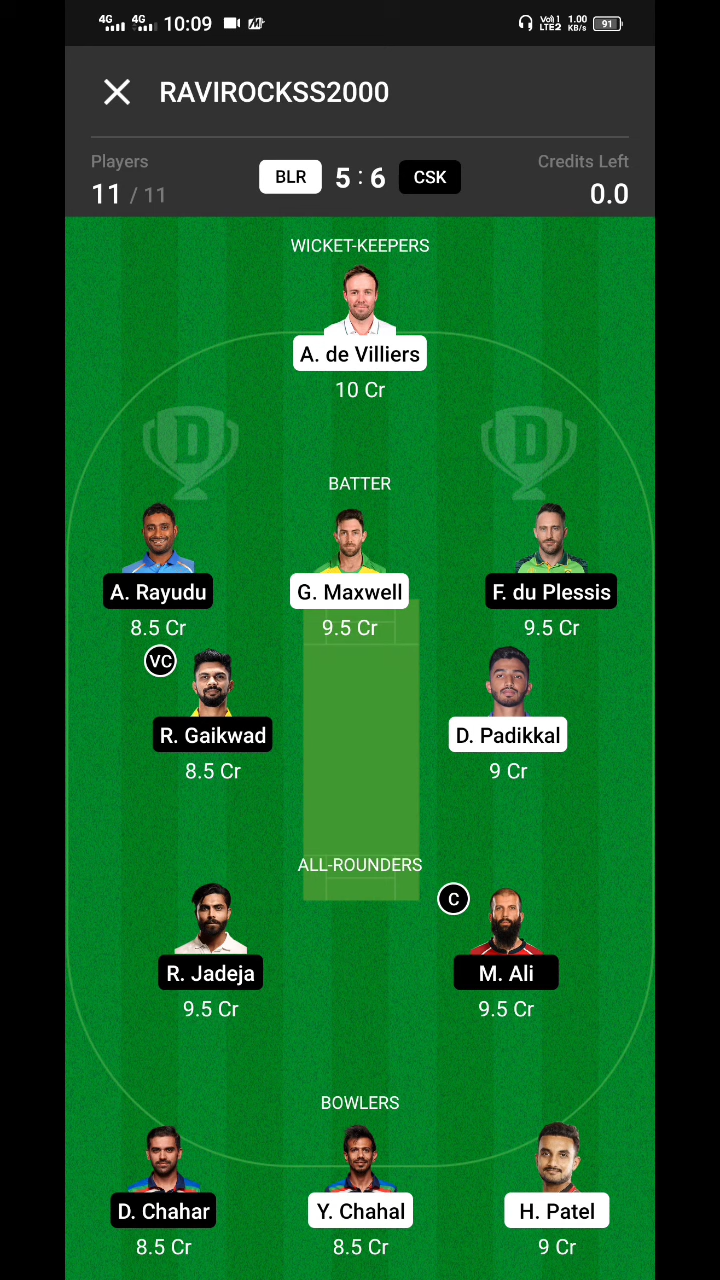 4G 4G 10:09 Vo)) 1 LTE2 1.00 KB/s 91
RAVIROCKSS2000
Players
Credits Left
11 / 11
BLR 5 : 6 CSK
0.0
WICKET-KEEPERS
A. de Villiers
10 Cr
D D
BATTER
A. Rayudu G. Maxwell F. du Plessis
8.5 Cr 9.5 Cr 9.5 Cr
VC
R. Gaikwad D. Padikkal
8.5 Cr 9 Cr
ALL-ROUNDERS
C
R. Jadeja M. Ali
9.5 Cr 9.5 Cr
BOWLERS
D. Chahar Y. Chahal H. Patel
8.5 Cr 8.5 Cr 9 Cr